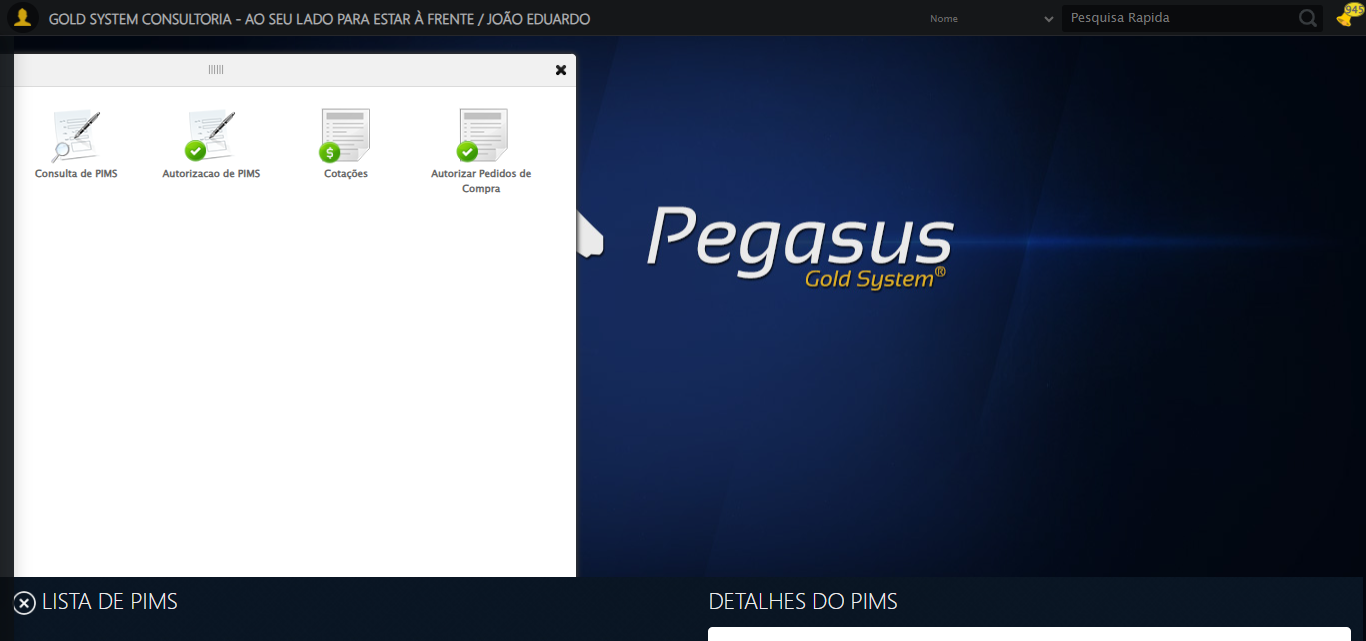 GOLD SYSTEM CONSULTORIA - AO SEU LADO PARA ESTAR À FRENTE / JOÃO EDUARDO
Nome
Pesquisa Rapida
945
Consulta de PIMS
Autorizacao de PIMS
Cotações
Autorizar Pedidos de
Compra
Pegasus
Gold System®
LISTA DE PIMS
DETALHES DO PIMS